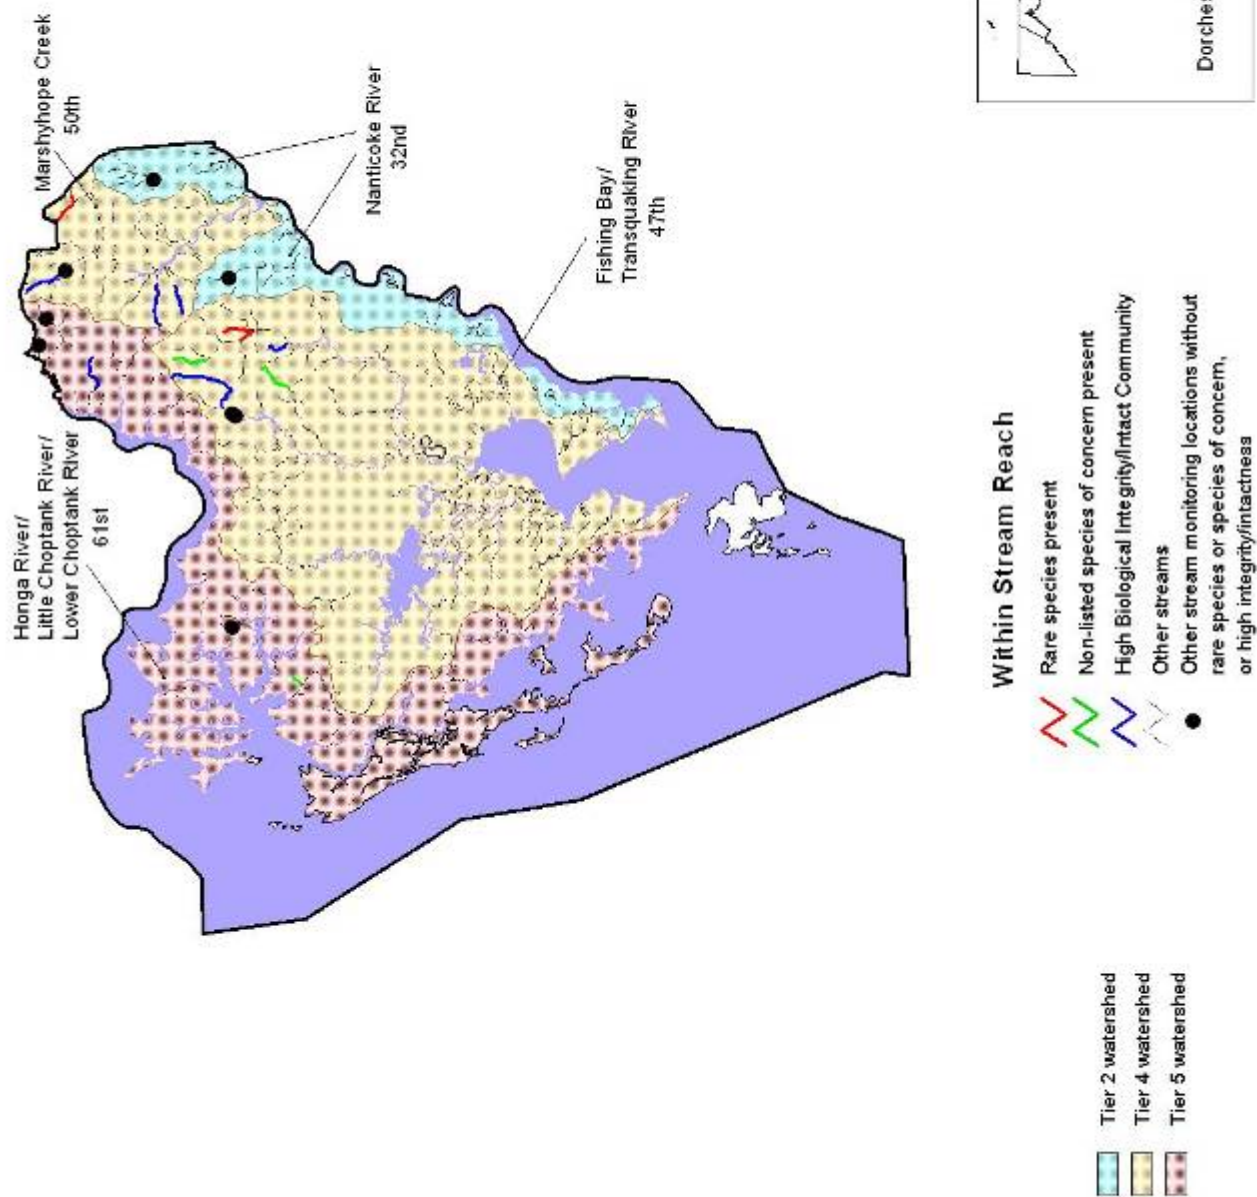 Marshyhope Creek
50th
Nanticoke River
32nd
Fishing Bay/
Transquaking River
47th
Honga River/
Little Choptank River/
Lower Choptank River
61st
Within Stream Reach
Rare species present
Non-listed species of concern present
High Biological Integrity/Intact Community
Other streams
Other stream monitoring locations without
rare species or species of concern,
or high integrity/intactness
Tier 2 watershed
Tier 4 watershed
Tier 5 watershed
Dorches